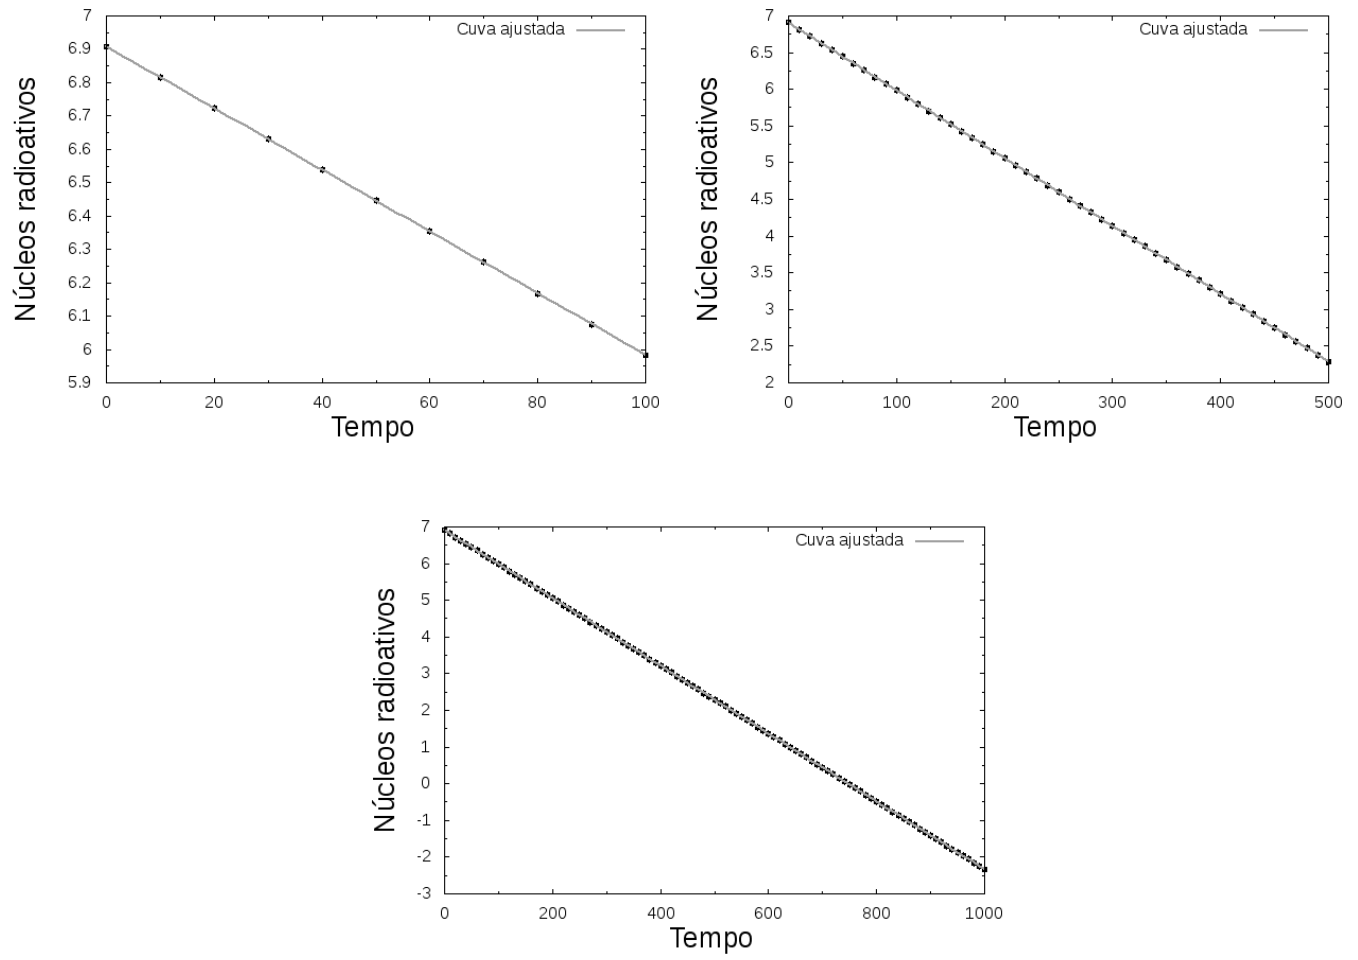 Núcleos radioativos
7
6.9
6.8
6.7
6.6
6.5
6.4
6.3
6.2
6.1
6
5.9
Cuva ajustada
0 20 40 60 80 100
Tempo
Núcleos radioativos
7
6.5
6
5.5
5
4.5
4
3.5
3
2.5
2
Cuva ajustada
0 100 200 300 400 500
Tempo
Núcleos radioativos
7
6
5
4
3
2
1
0
-1
-2
-3
Cuva ajustada
0 200 400 600 800 1000
Tempo